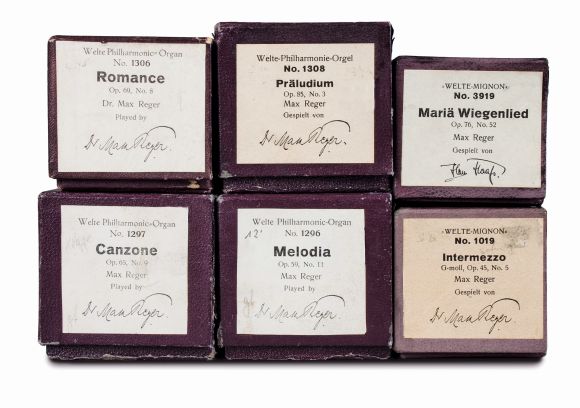 Welte Philharmonic-Organ
No. 1306
Romance
Op. 69, No. 8
Dr. Max Reger
Played by
Dr Max Reger.
Welte-Philharmonie-Orgel
No. 1308
Präludium
Op. 85, No. 3
Max Reger
Gespielt von
Dr Max Reger.
»WELTE-MIGNON«
No. 3919
Mariä Wiegenlied
Op. 76, No. 52
Max Reger
Gespielt von
Welte Philharmonic-Organ
No. 1297
Canzone
Op. 65, No. 9
Max Reger
Played by
Dr Max Reger.
Welte Philharmonic-Organ
12'
No. 1296
Melodia
Op. 59, No. 11
Max Reger
Played by
Dr Max Reger.
»WELTE-MIGNON«
No. 1019
Intermezzo
G-moll, Op. 45, No. 5
Max Reger
Gespielt von
Dr Max Reger.